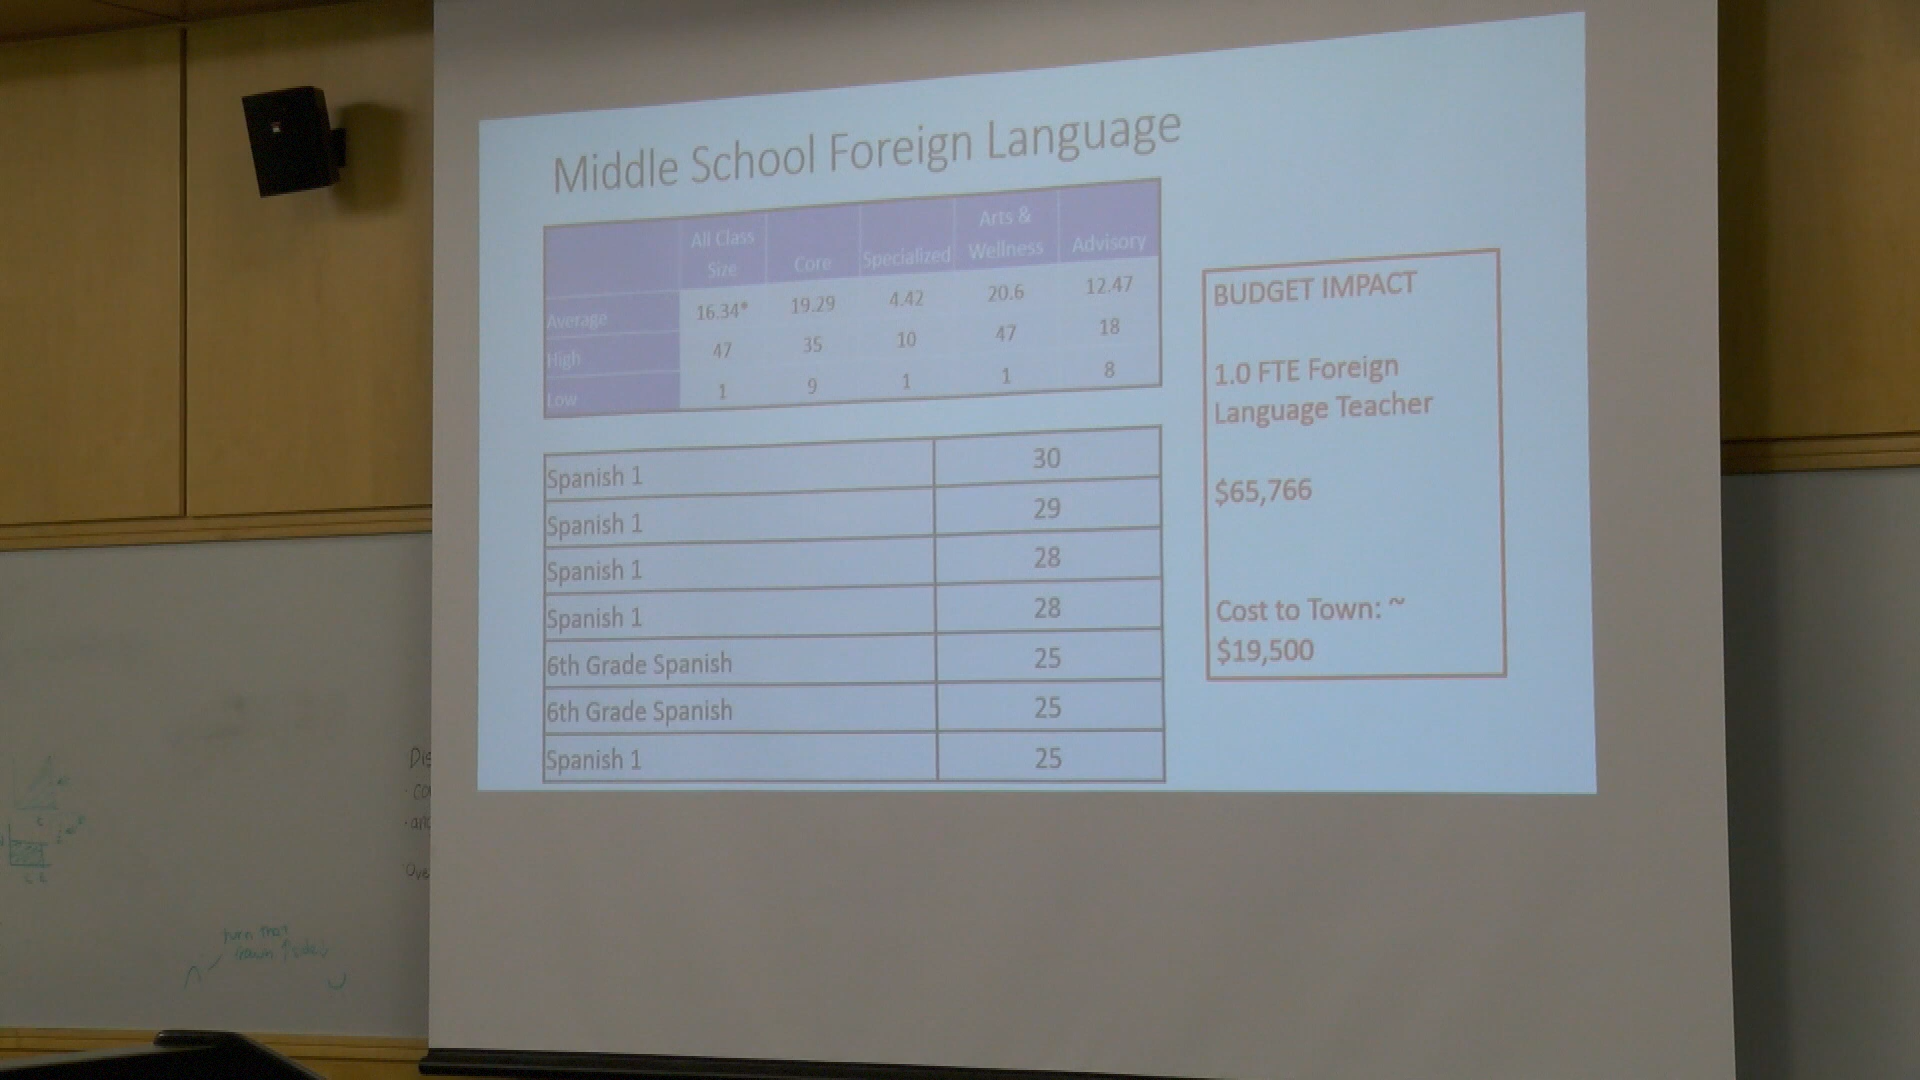 Middle School Foreign Language
All Class Size Core Specialized Arts & Wellness Advisory
Average 16.34* 19.29 4.42 20.6 12.47
High 47 35 10 47 18
Low 1 9 1 1 8
Spanish 1 30
Spanish 1 29
Spanish 1 28
Spanish 1 28
6th Grade Spanish 25
6th Grade Spanish 25
Spanish 1 25
BUDGET IMPACT
1.0 FTE Foreign
Language Teacher
$65,766
Cost to Town: ~
$19,500
turn that